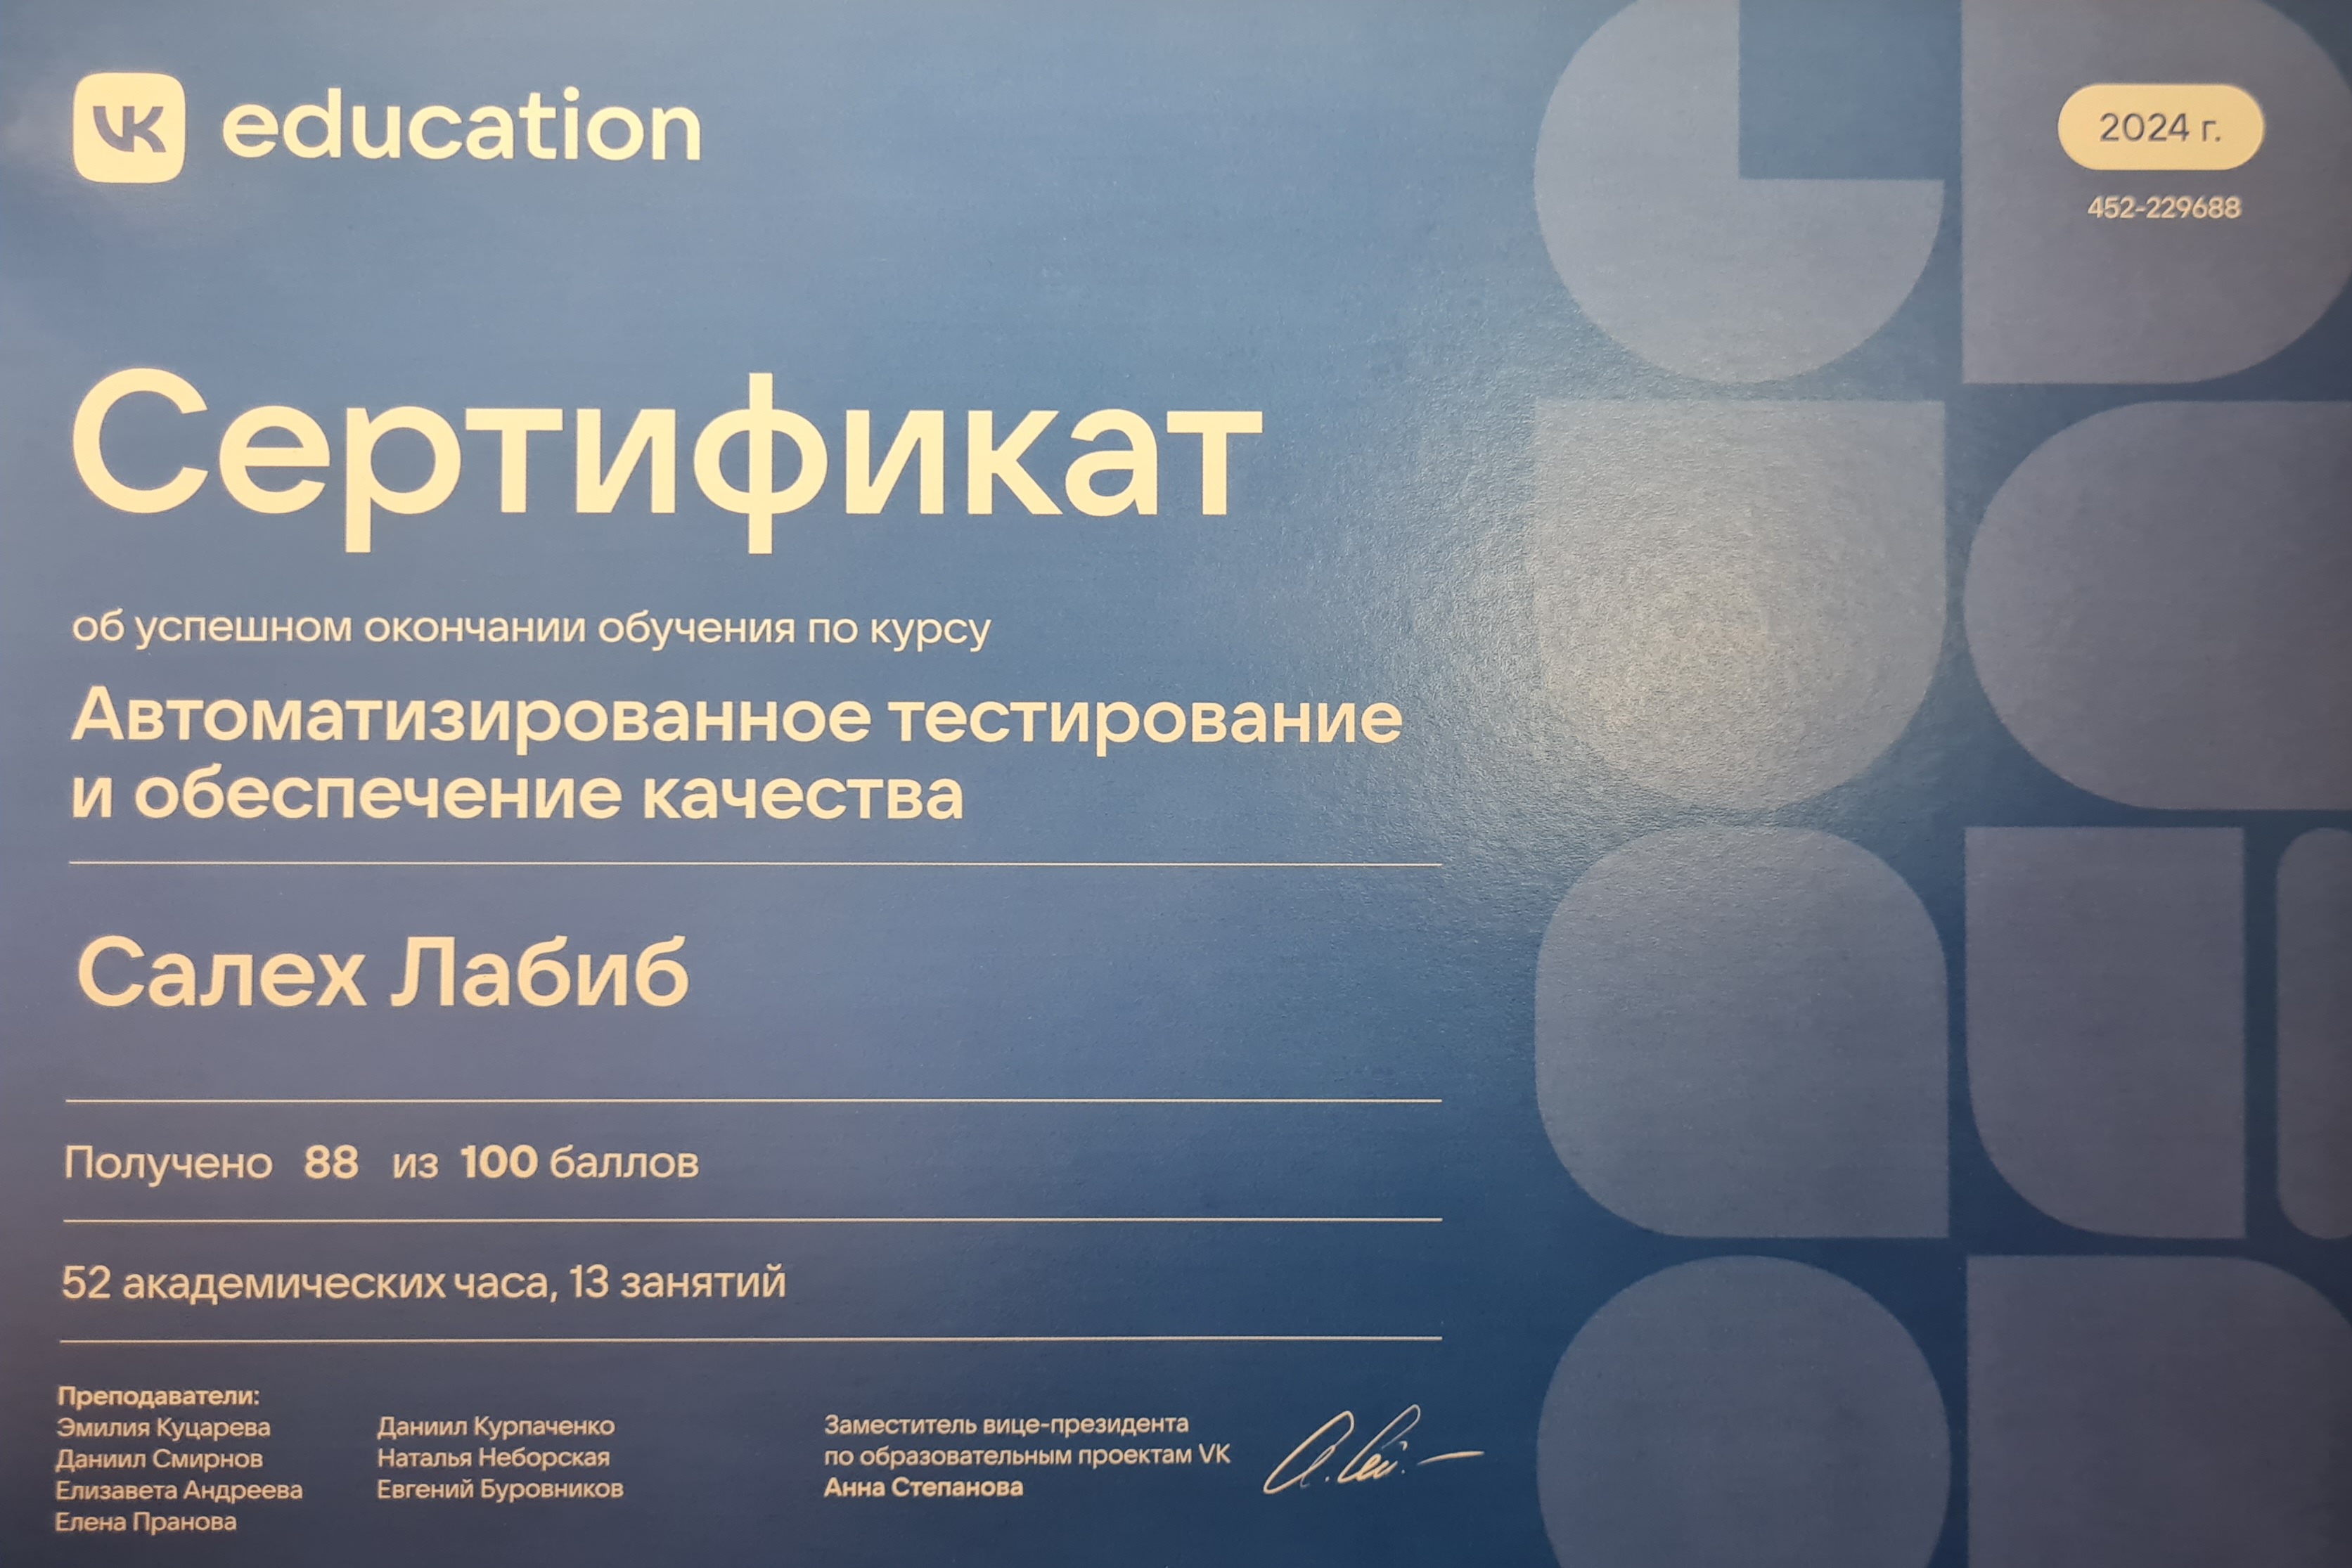 VK education
2024 г.
452-229688
Сертификат
об успешном окончании обучения по курсу
Автоматизированное тестирование
и обеспечение качества
Салех Лабиб
Получено 88 из 100 баллов
52 академических часа, 13 занятий
Преподаватели:
Эмилия Куцарева
Даниил Смирнов
Елизавета Андреева
Елена Пранова
Даниил Курпаченко
Наталья Неборская
Евгений Буровников
Заместитель вице-президента
по образовательным проектам VK
Анна Степанова